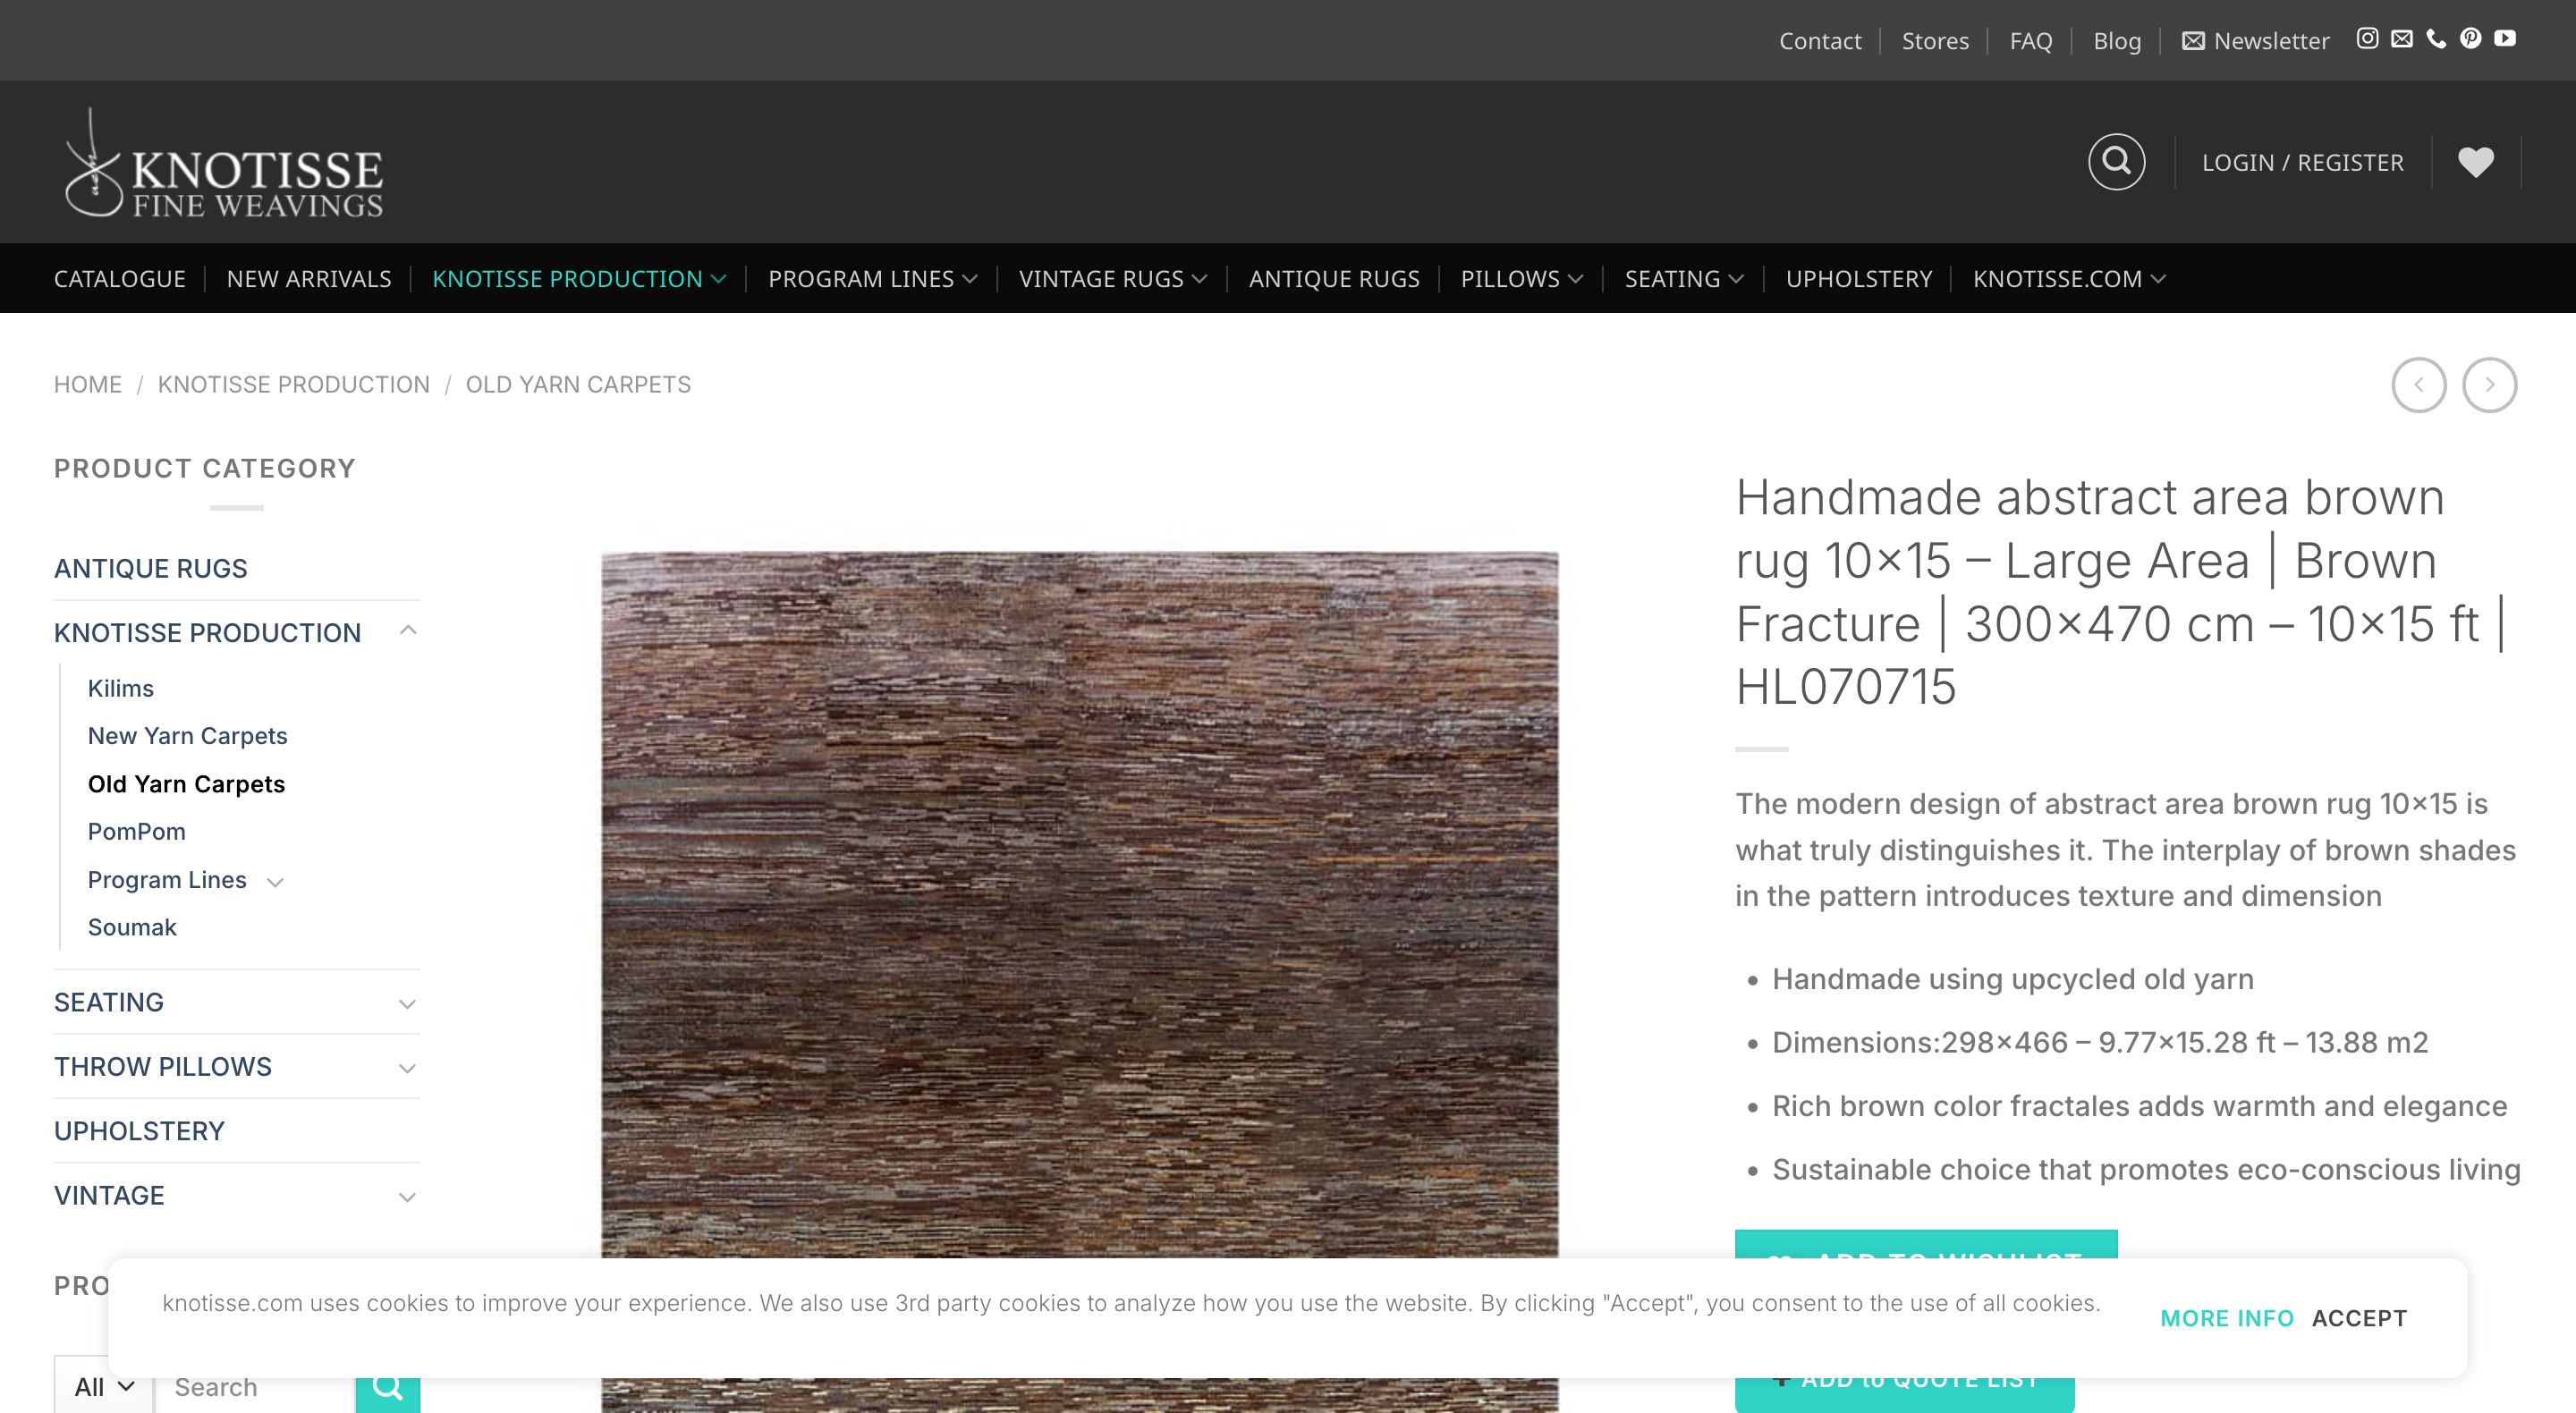 Contact
Stores
FAQ
Blog
Newsletter
KNOTISSE
FINE WEAVINGS
LOGIN / REGISTER
CATALOGUE
NEW ARRIVALS
KNOTISSE PRODUCTION
PROGRAM LINES
VINTAGE RUGS
ANTIQUE RUGS
PILLOWS
SEATING
UPHOLSTERY
KNOTISSE.COM
HOME / KNOTISSE PRODUCTION / OLD YARN CARPETS
PRODUCT CATEGORY
ANTIQUE RUGS
KNOTISSE PRODUCTION
Kilims
New Yarn Carpets
Old Yarn Carpets
PomPom
Program Lines
Soumak
SEATING
THROW PILLOWS
UPHOLSTERY
VINTAGE
PRO
All
Search
Handmade abstract area brown
rug 10×15 – Large Area | Brown
Fracture | 300×470 cm – 10×15 ft |
HL070715
The modern design of abstract area brown rug 10×15 is
what truly distinguishes it. The interplay of brown shades
in the pattern introduces texture and dimension
• Handmade using upcycled old yarn
• Dimensions:298×466 – 9.77×15.28 ft – 13.88 m2
• Rich brown color fractales adds warmth and elegance
• Sustainable choice that promotes eco-conscious living
ADD TO WISHLIST
knotisse.com uses cookies to improve your experience. We also use 3rd party cookies to analyze how you use the website. By clicking "Accept", you consent to the use of all cookies.
MORE INFO
ACCEPT
+ ADD to QUOTE LIST